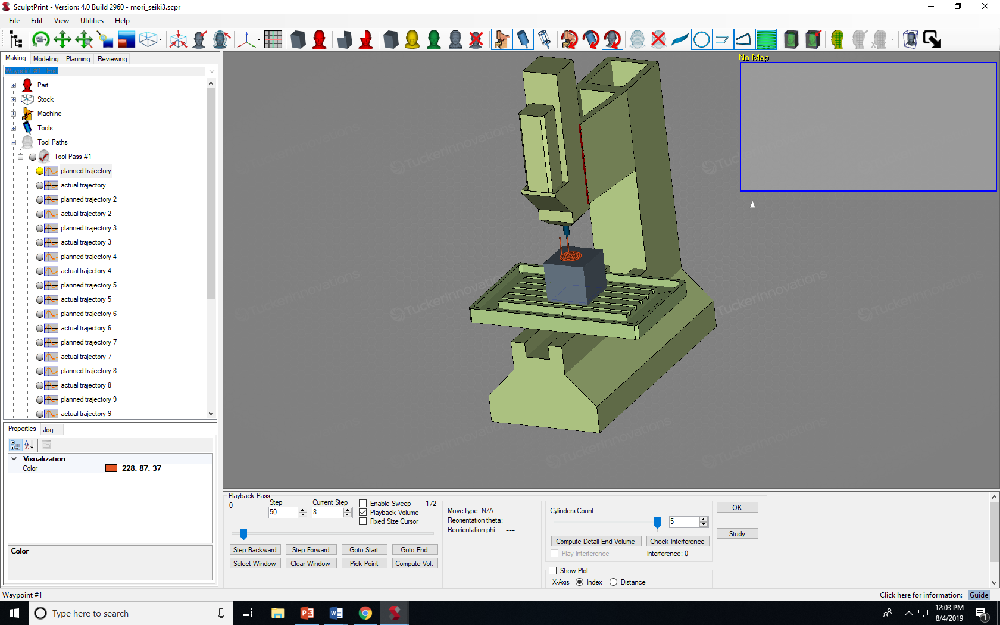 SculptPrint - Version: 4.0 Build 2960 - mori_seiki3.scpr
File Edit View Utilities Help
Making Modeling Planning Reviewing
Waypoint #1 - End
Part
Stock
Machine
Tools
Tool Paths
Tool Pass #1
planned trajectory
actual trajectory
planned trajectory 2
actual trajectory 2
planned trajectory 3
actual trajectory 3
planned trajectory 4
actual trajectory 4
planned trajectory 5
actual trajectory 5
planned trajectory 6
actual trajectory 6
planned trajectory 7
actual trajectory 7
planned trajectory 8
actual trajectory 8
planned trajectory 9
actual trajectory 9
No Map
TuckerInnovations
TuckerInnovations
TuckerInnovations
TuckerInnovations
TuckerInnovations
TuckerInnovations
Properties Jog
Visualization
Color 228, 87, 37
Color
Playback Pass
0
Step
50
Current Step
8
Enable Sweep 172
Playback Volume
Fixed Size Cursor
Step Backward Step Forward Goto Start Goto End
Select Window Clear Window Pick Point Compute Vol.
MoveType: N/A
Reorientation theta: ---
Reorientation phi: ---
Cylinders Count:
5
Compute Detail End Volume Check Interference
Play Interference Interference: 0
Show Plot
X-Axis Index Distance
OK
Study
Waypoint #1
Click here for information: Guide
Type here to search
12:03 PM
8/4/2019
1